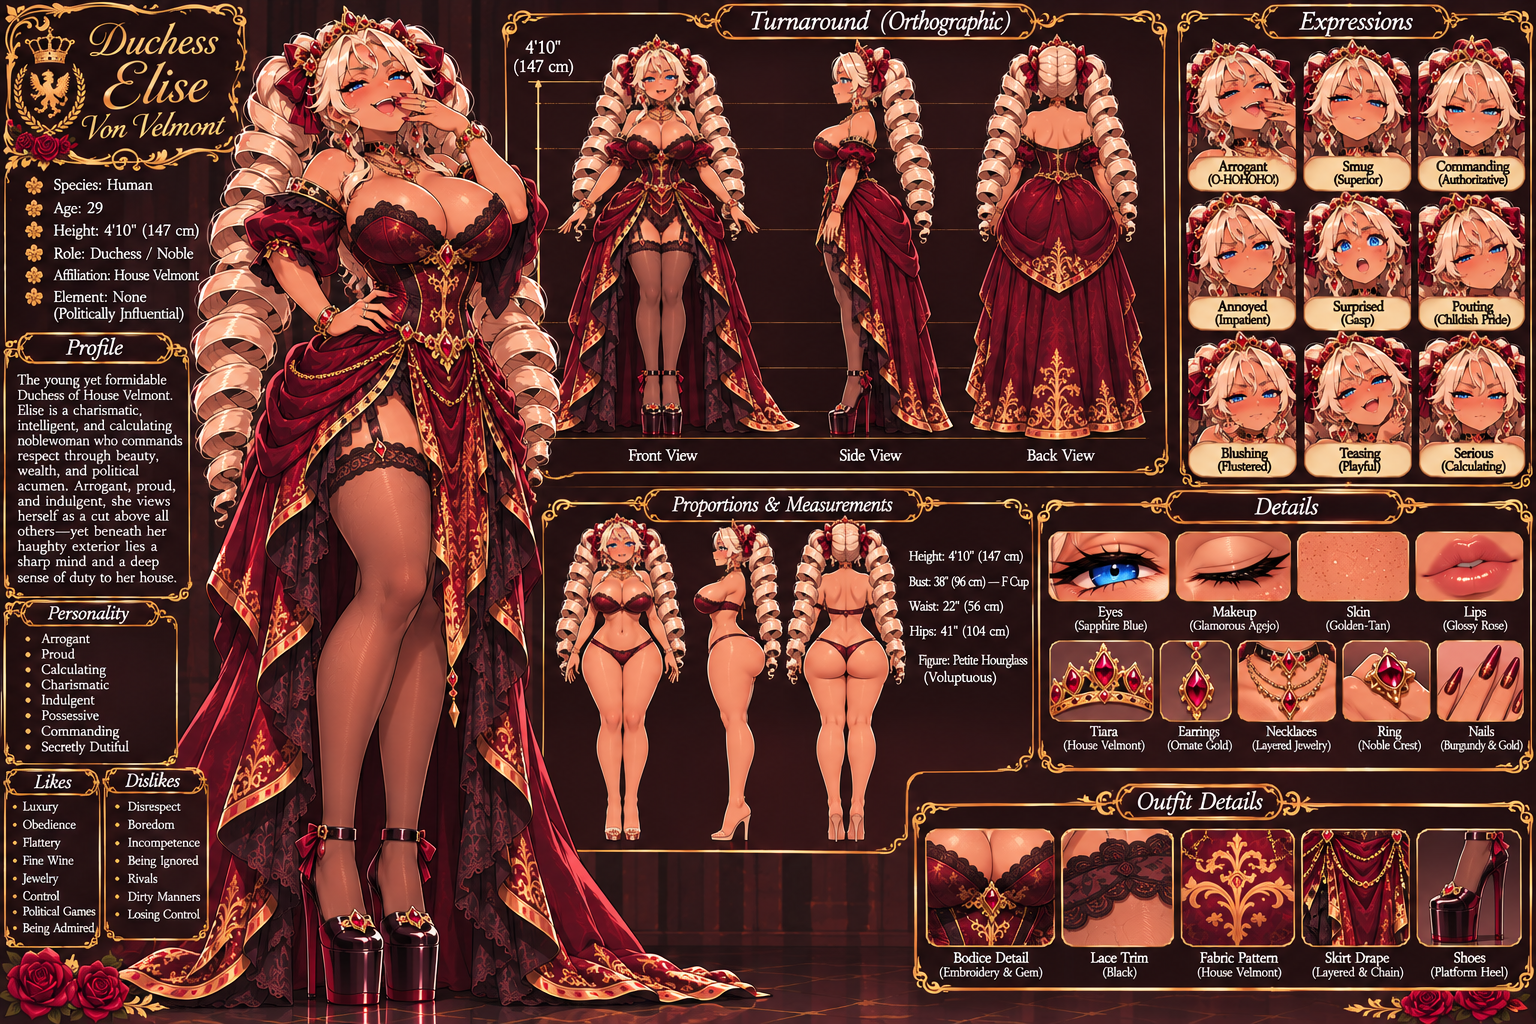 Duchess
Elise
Von Velmont
Species: Human
Age: 29
Height: 4'10" (147 cm)
Role: Duchess / Noble
Affiliation: House Velmont
Element: None
(Politically Influential)
Profile
The young yet formidable
Duchess of House Velmont.
Elise is a charismatic,
intelligent, and calculating
noblewoman who commands
respect through beauty,
wealth, and political
acumen. Arrogant, proud,
and indulgent, she views
herself as a cut above all
others—yet beneath her
haughty exterior lies a
sharp mind and a deep
sense of duty to her house.
Personality
Arrogant
Proud
Calculating
Charismatic
Indulgent
Possessive
Commanding
Secretly Dutiful
Likes
Luxury
Obedience
Flattery
Fine Wine
Jewelry
Control
Political Games
Being Admired
Dislikes
Disrespect
Boredom
Incompetence
Being Ignored
Rivals
Dirty Manners
Losing Control
Turnaround (Orthographic)
4'10"
(147 cm)
Front View
Side View
Back View
Proportions & Measurements
Height: 4'10" (147 cm)
Bust: 38" (96 cm) — F Cup
Waist: 22" (56 cm)
Hips: 41" (104 cm)
Figure: Petite Hourglass
(Voluptuous)
Expressions
Arrogant
(O-HOHOHO!)
Smug
(Superior)
Commanding
(Authoritative)
Annoyed
(Impatient)
Surprised
(Gasp)
Pouting
(Childish Pride)
Blushing
(Flustered)
Teasing
(Playful)
Serious
(Calculating)
Details
Eyes
(Sapphire Blue)
Makeup
(Glamorous Agejo)
Skin
(Golden-Tan)
Lips
(Glossy Rose)
Tiara
(House Velmont)
Earrings
(Ornate Gold)
Necklaces
(Layered Jewelry)
Ring
(Noble Crest)
Nails
(Burgundy & Gold)
Outfit Details
Bodice Detail
(Embroidery & Gem)
Lace Trim
(Black)
Fabric Pattern
(House Velmont)
Skirt Drape
(Layered & Chain)
Shoes
(Platform Heel)